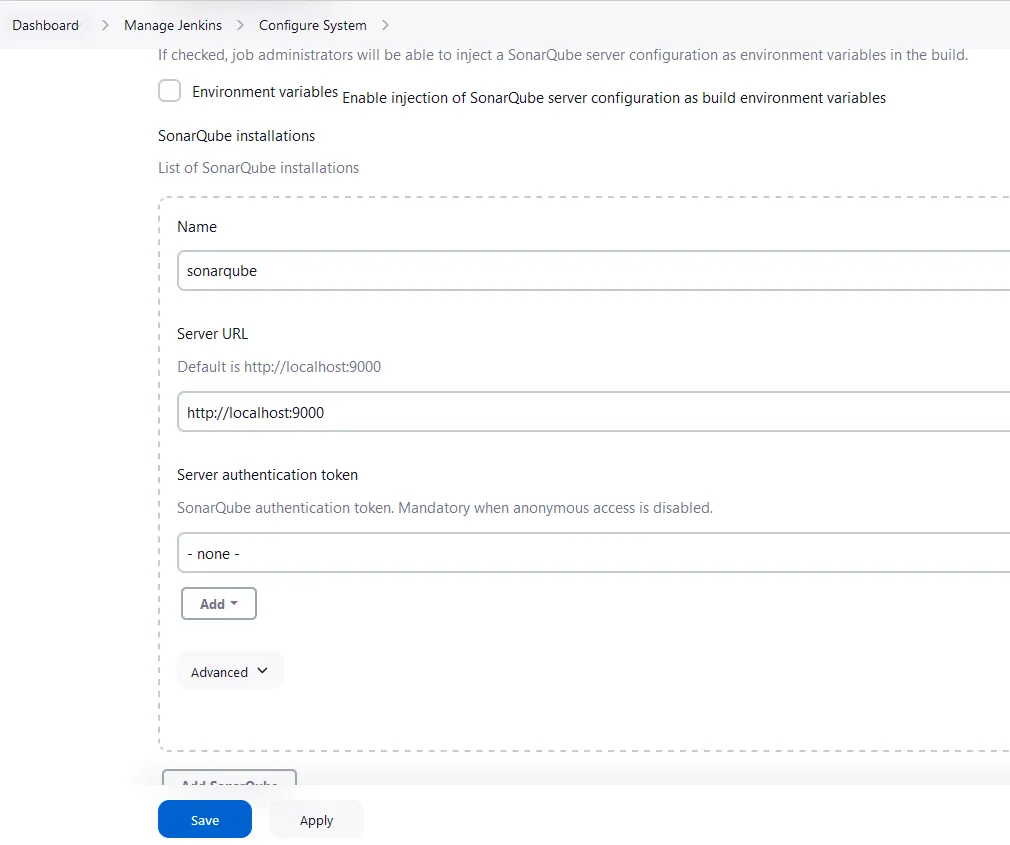 Dashboard > Manage Jenkins > Configure System >
If checked, job administrators will be able to inject a SonarQube server configuration as environment variables in the build.
Environment variables Enable injection of SonarQube server configuration as build environment variables
SonarQube installations
List of SonarQube installations
Name
sonarqube
Server URL
Default is http://localhost:9000
http://localhost:9000
Server authentication token
SonarQube authentication token. Mandatory when anonymous access is disabled.
- none -
Add
Advanced
Add SonarQube
Save Apply